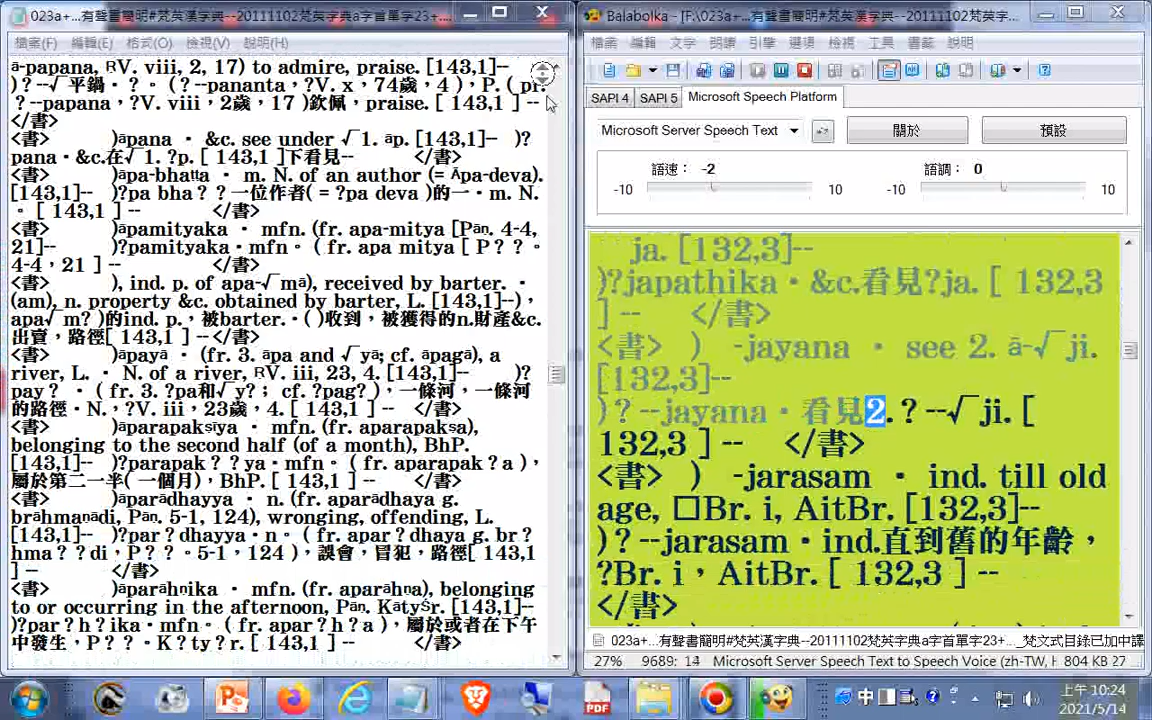 023a+...有聲書簡明#梵英漢字典--20111102梵英字典a字首單字23+...
檔案(F) 編輯(E) 格式(O) 檢視(V) 說明(H)
ā-papana, ṚV. viii, 2, 17) to admire, praise. [143,1]--
)?--√平鍋‧?。(?--pananta,?V. x,74歲,4),P.(pr.
?--papana,?V. viii,2歲,17)欽佩,praise. [ 143,1 ] --
</書>
<書> )āpana ‧ &c. see under √1. āp. [143,1]-- )?
pana‧&c.在√1. ?p. [ 143,1 ]下看見-- </書>
<書> )āpa-bhaṭṭa ‧ m. N. of an author (= Āpa-deva).
[143,1]-- )?pa bha??一位作者( = ?pa deva )的一‧m. N.
。[ 143,1 ] -- </書>
<書> )āpamityaka ‧ mfn. (fr. apa-mitya [Pāṇ. 4-4,
21]-- )?pamityaka‧mfn。( fr. apa mitya [ P??。
4-4,21 ] -- </書>
<書> ), ind. p. of apa-√mā), received by barter. ‧
(am), n. property &c. obtained by barter, L. [143,1]--),
apa√m? )的ind. p.,被barter.‧( )收到,被獲得的n.財產&c.
出賣,路徑[ 143,1 ] -- </書>
<書> )āpayā ‧ (fr. 3. āpa and √yā; cf. āpagā), a
river, L. ‧ N. of a river, ṚV. iii, 23, 4. [143,1]-- )?
pay?‧( fr. 3. ?pa和√y?; cf. ?pag? ),一條河,一條河
的路徑‧N.,?V. iii,23歲,4. [ 143,1 ] -- </書>
<書> )āparapakṣīya ‧ mfn. (fr. aparapakṣa),
belonging to the second half (of a month), BhP.
[143,1]-- )?parapak??ya‧mfn。( fr. aparapak?a ),
屬於第二一半(一個月),BhP. [ 143,1 ] -- </書>
<書> )āparādhayya ‧ n. (fr. aparādhaya g.
brāhmaṇādi, Pāṇ. 5-1, 124), wronging, offending, L.
[143,1]-- )?par?dhayya‧n。( fr. apar?dhaya g. br?
hma??di,P??。5-1,124),誤會,冒犯,路徑[143,1
] -- </書>
<書> )āparāhṇika ‧ mfn. (fr. aparāhṇa), belonging
to or occurring in the afternoon, Pāṇ. KātyŚr. [143,1]--
)?par?h?ika‧mfn。( fr. apar?h?a ),屬於或者在下午
中發生,P??。K?ty?r. [ 143,1 ] -- </書>
Balabolka - [F:\023a+...有聲書簡明#梵英漢字典--20111102梵英字...
檔案 編輯 文字 朗讀 引擎 選項 檢視 工具 書籤 說明
SAPI 4 SAPI 5 Microsoft Speech Platform
Microsoft Server Speech Text 關於 預設
語速: -2 語調: 0
-10 10 -10 10
ja. [132,3]--
)?japathika‧&c.看見?ja. [ 132,3
] -- </書>
<書> ) -jayana ‧ see 2. ā-√ji.
[132,3]--
)?--jayana‧看見2.?--√ji. [
132,3 ] -- </書>
<書> ) -jarasam ‧ ind. till old
age, □Br. i, AitBr. [132,3]--
)?--jarasam‧ind.直到舊的年齡,
?Br. i,AitBr. [ 132,3 ] --
</書>
023a+...有聲書簡明#梵英漢字典--20111102梵英字典a字首單字23+..._梵文式目錄已加中譯
27% 9689: 14 Microsoft Server Speech Text to Speech Voice (zh-TW, H 804 KB 27
中
上午 10:24
2021/5/14